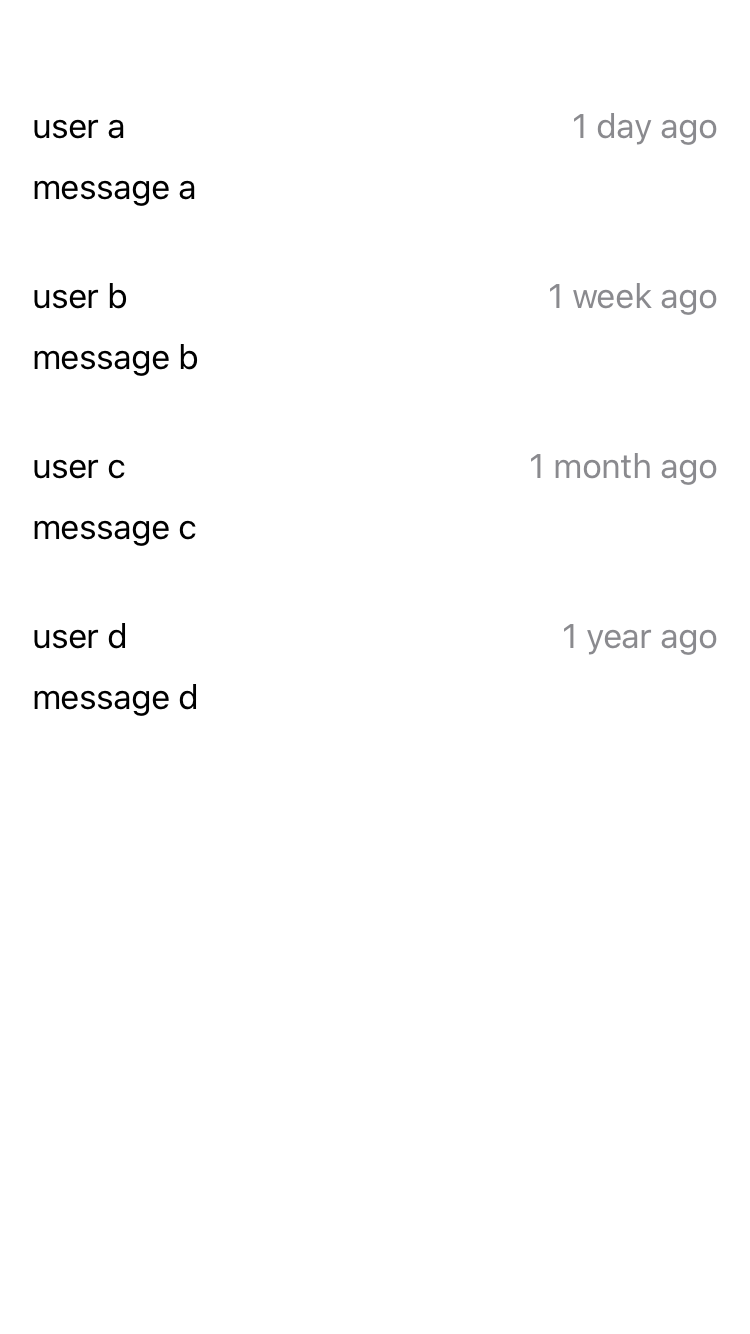 user a 1 day ago
message a
user b 1 week ago
message b
user c 1 month ago
message c
user d 1 year ago
message d